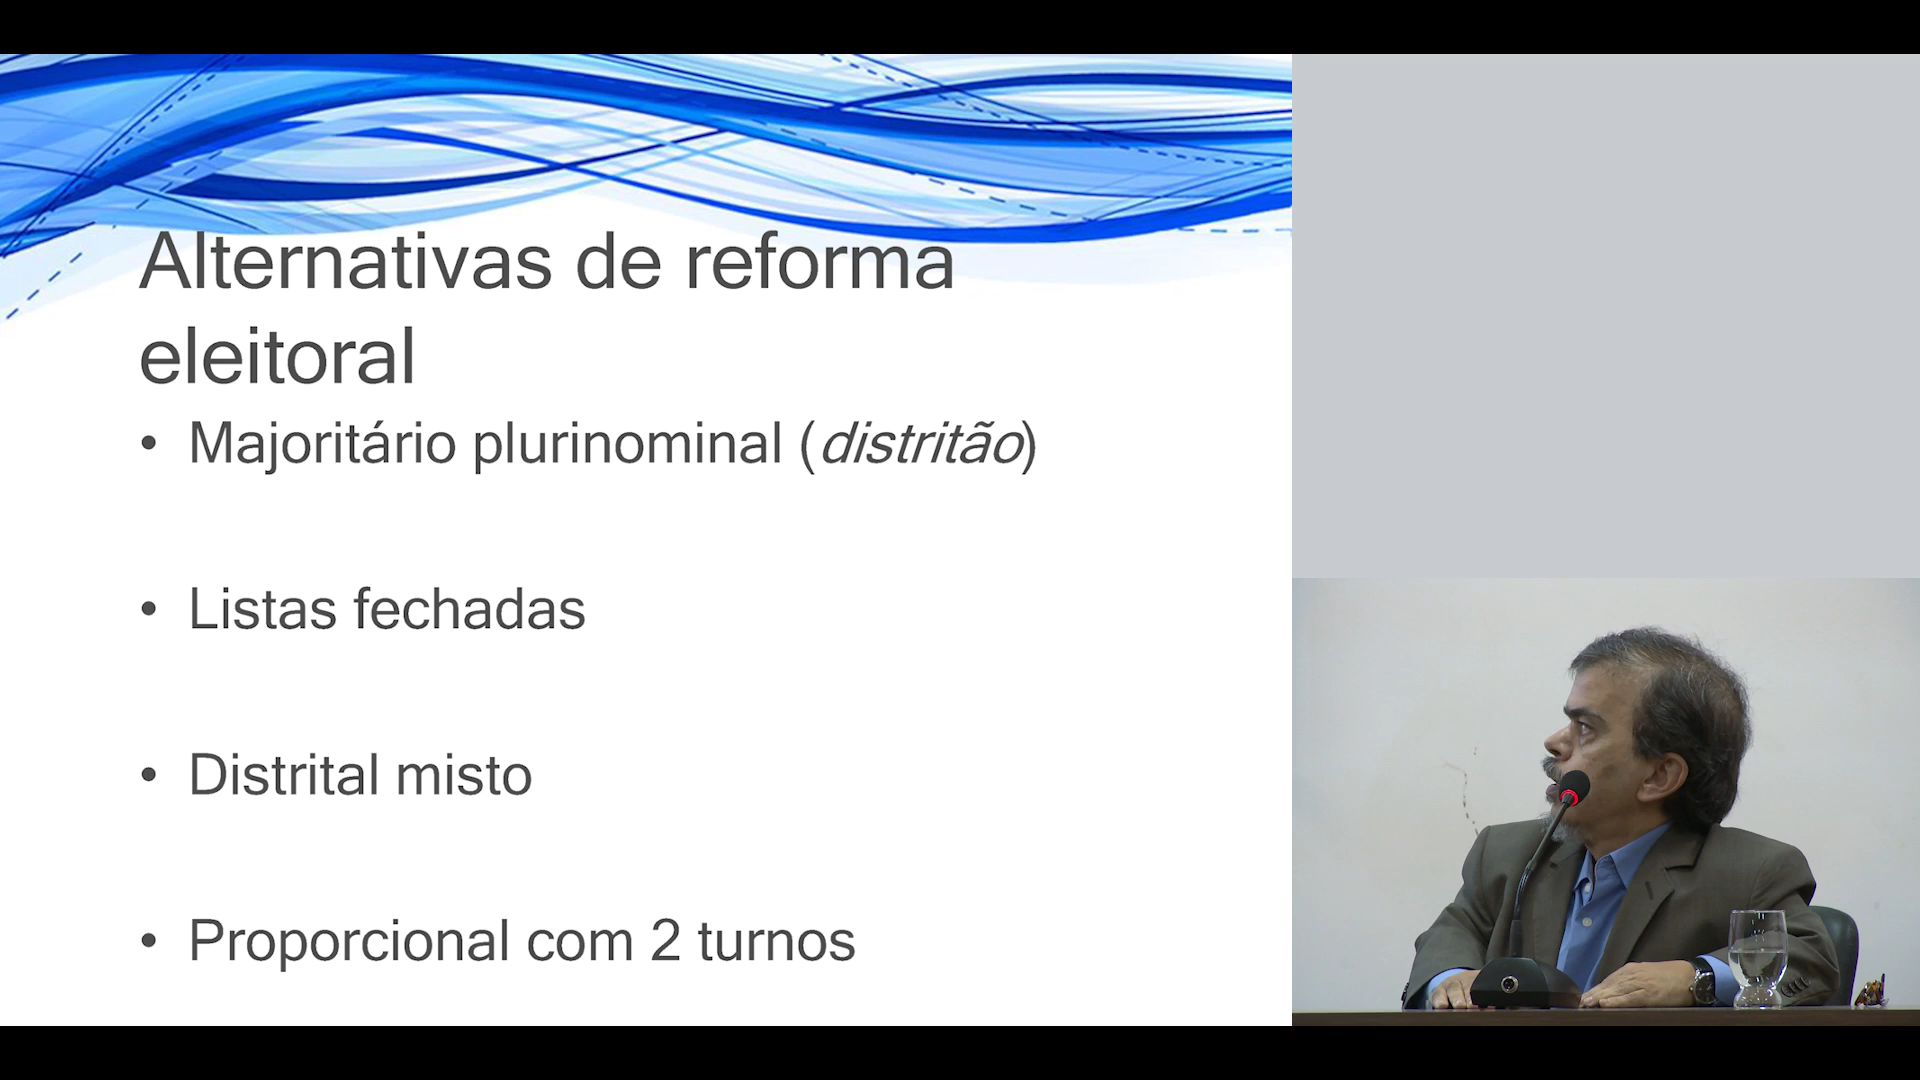 Alternativas de reforma
eleitoral
• Majoritário plurinominal (distritão)
• Listas fechadas
• Distrital misto
• Proporcional com 2 turnos